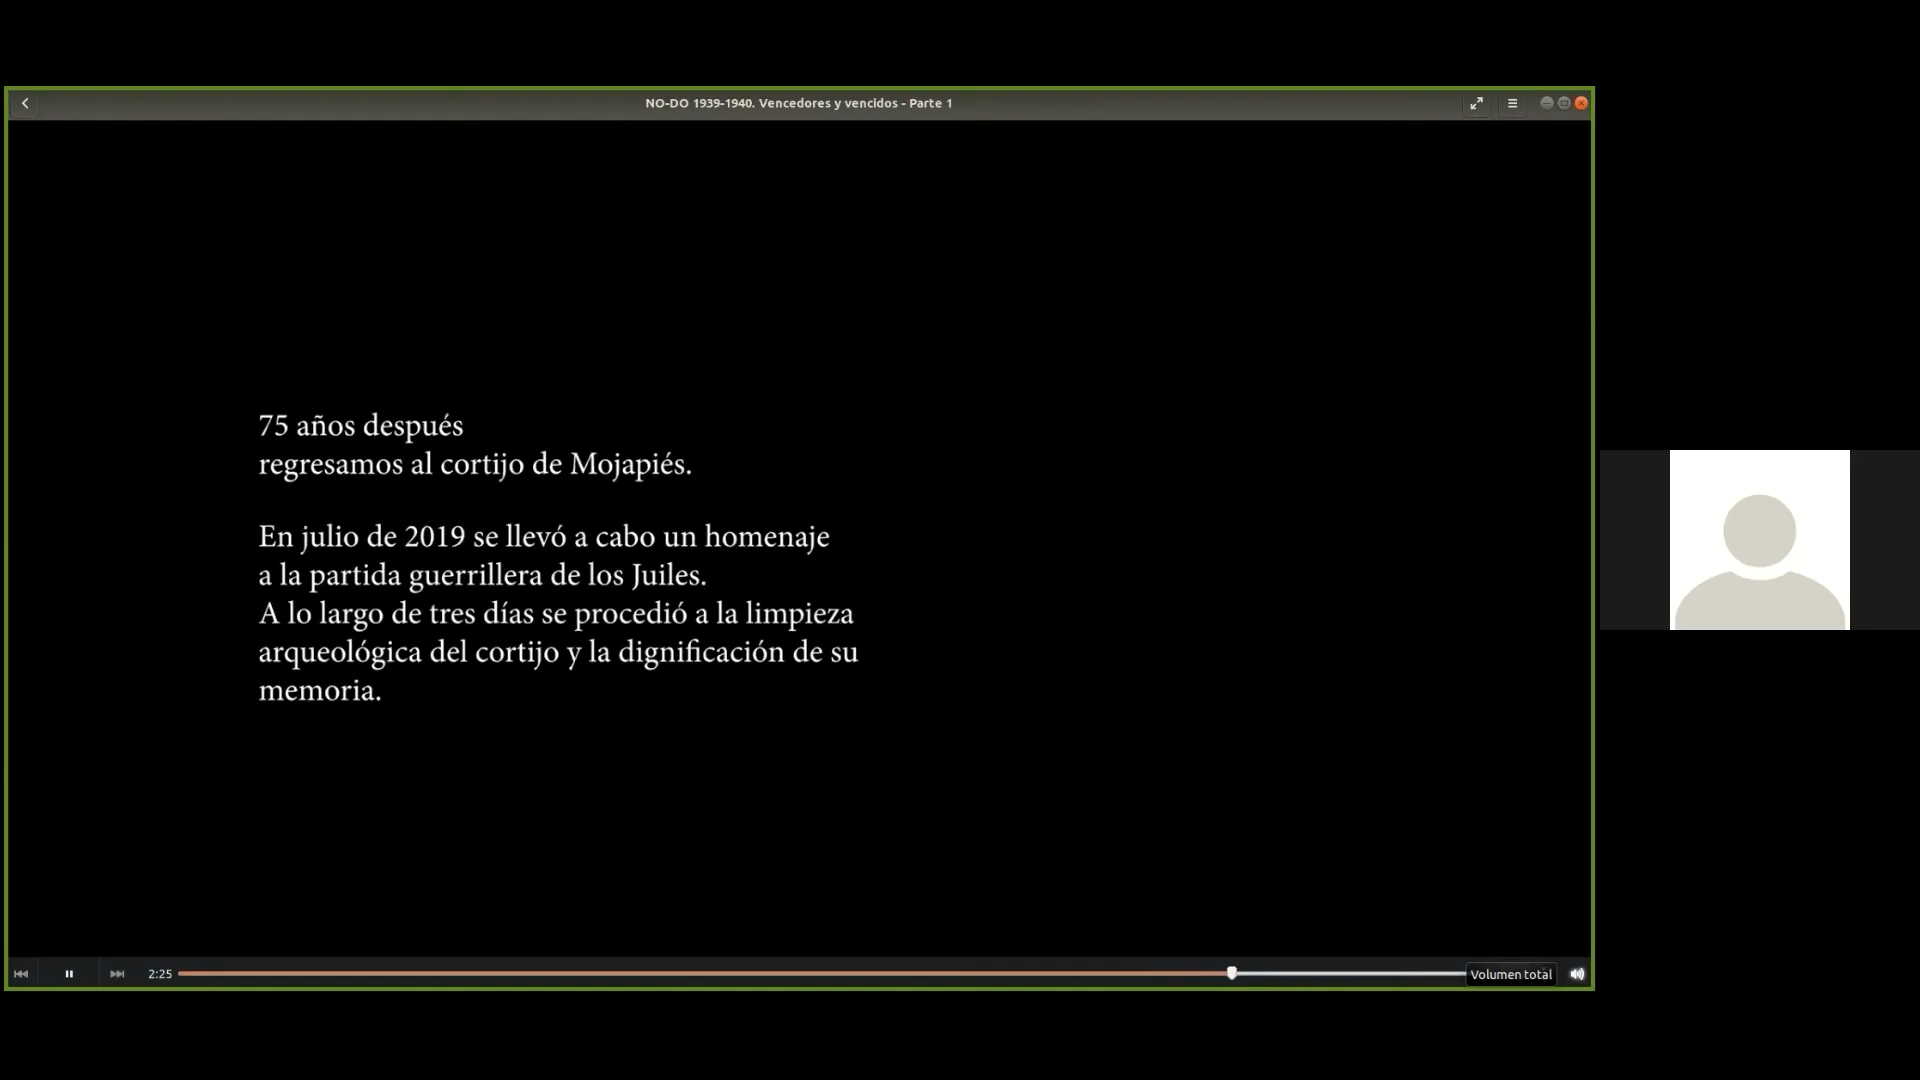 NO-DO 1939-1940. Vencedores y vencidos - Parte 1
75 años después
regresamos al cortijo de Mojapiés.
En julio de 2019 se llevó a cabo un homenaje
a la partida guerrillera de los Juiles.
A lo largo de tres días se procedió a la limpieza
arqueológica del cortijo y la dignificación de su
memoria.
2:25
Volumen total